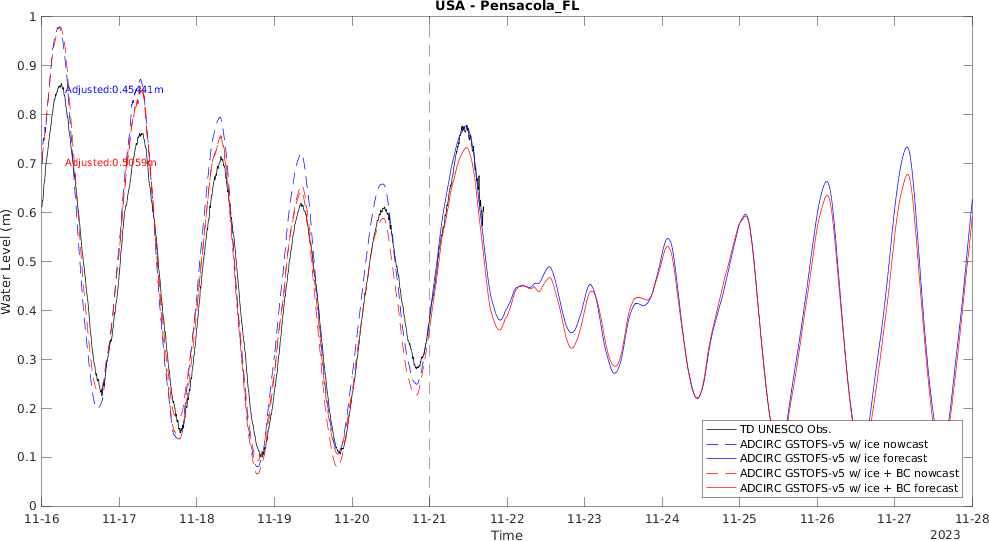 USA - Pensacola_FL
1
0.9
0.8
0.7
0.6
0.5
0.4
0.3
0.2
0.1
0
Water Level (m)
Adjusted:0.45441m
Adjusted:0.5059m
TD UNESCO Obs.
ADCIRC GSTOFS-v5 w/ ice nowcast
ADCIRC GSTOFS-v5 w/ ice forecast
ADCIRC GSTOFS-v5 w/ ice + BC nowcast
ADCIRC GSTOFS-v5 w/ ice + BC forecast
11-16 11-17 11-18 11-19 11-20 11-21 11-22 11-23 11-24 11-25 11-26 11-27 11-28
Time
2023